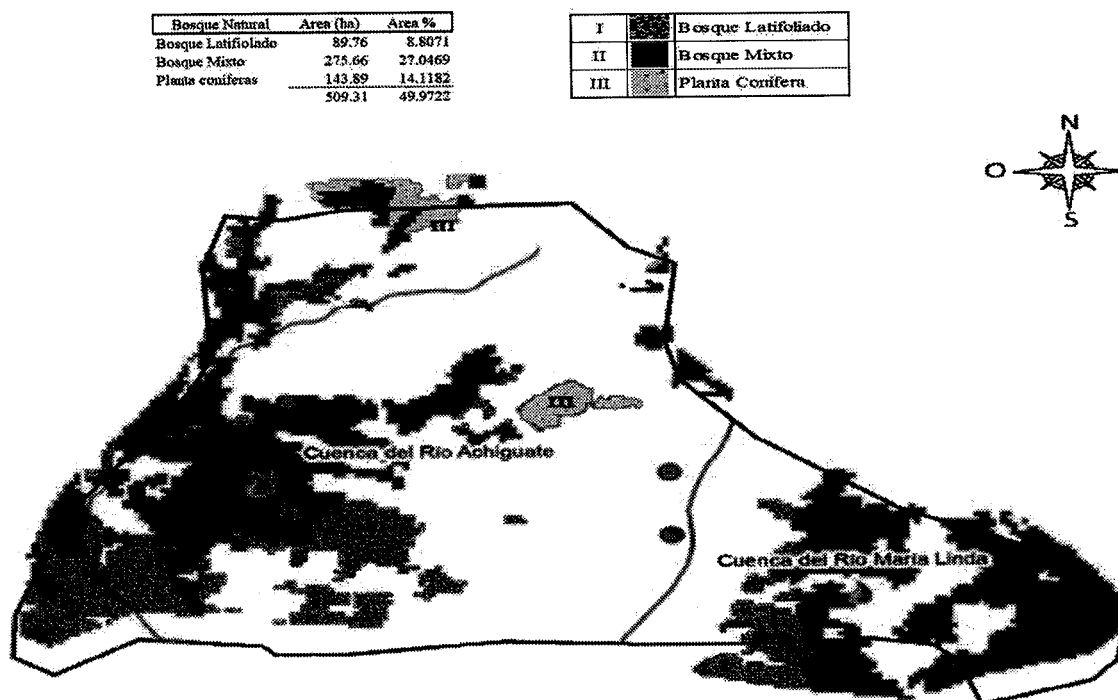 Bosque Natural Area (ha) Area %
Bosque Latifiolado 89.76 8.8071
Bosque Mixto 275.66 27.0469
Planta coniferas 143.89 14.1182
509.31 49.9722
I Bosque Latifoliado
II Bosque Mixto
III Planta Conifera
N
O
S
III
III
Cuenca del Rio Achiguate
Cuenca del Rio Maria Linda